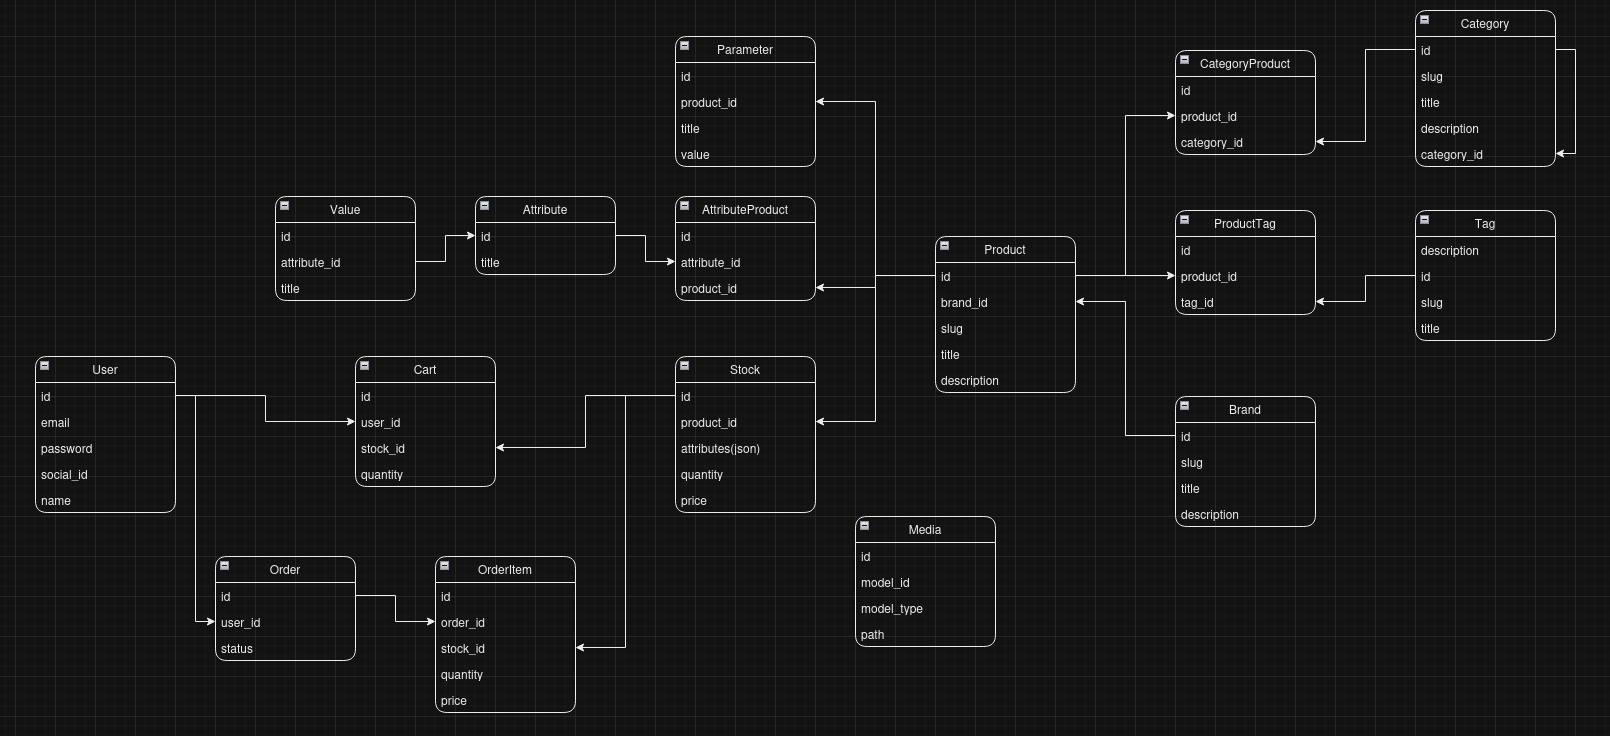 Category
id
slug
title
description
category_id
Parameter
id
product_id
title
value
CategoryProduct
id
product_id
category_id
Value
id
attribute_id
title
Attribute
id
title
AttributeProduct
id
attribute_id
product_id
Product
id
brand_id
slug
title
description
ProductTag
id
product_id
tag_id
Tag
description
id
slug
title
User
id
email
password
social_id
name
Cart
id
user_id
stock_id
quantity
Stock
id
product_id
attributes(json)
quantity
price
Brand
id
slug
title
description
Order
id
user_id
status
OrderItem
id
order_id
stock_id
quantity
price
Media
id
model_id
model_type
path